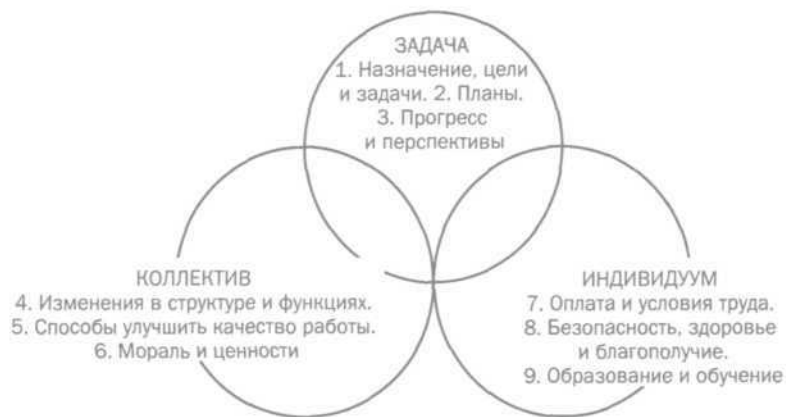 ЗАДАЧА
1. Назначение, цели
и задачи. 2. Планы.
3. Прогресс
и перспективы
КОЛЛЕКТИВ
4. Изменения в структуре и функциях.
5. Способы улучшить качество работы.
6. Мораль и ценности
ИНДИВИДУУМ
7. Оплата и условия труда.
8. Безопасность, здоровье
и благополучие.
9. Образование и обучение